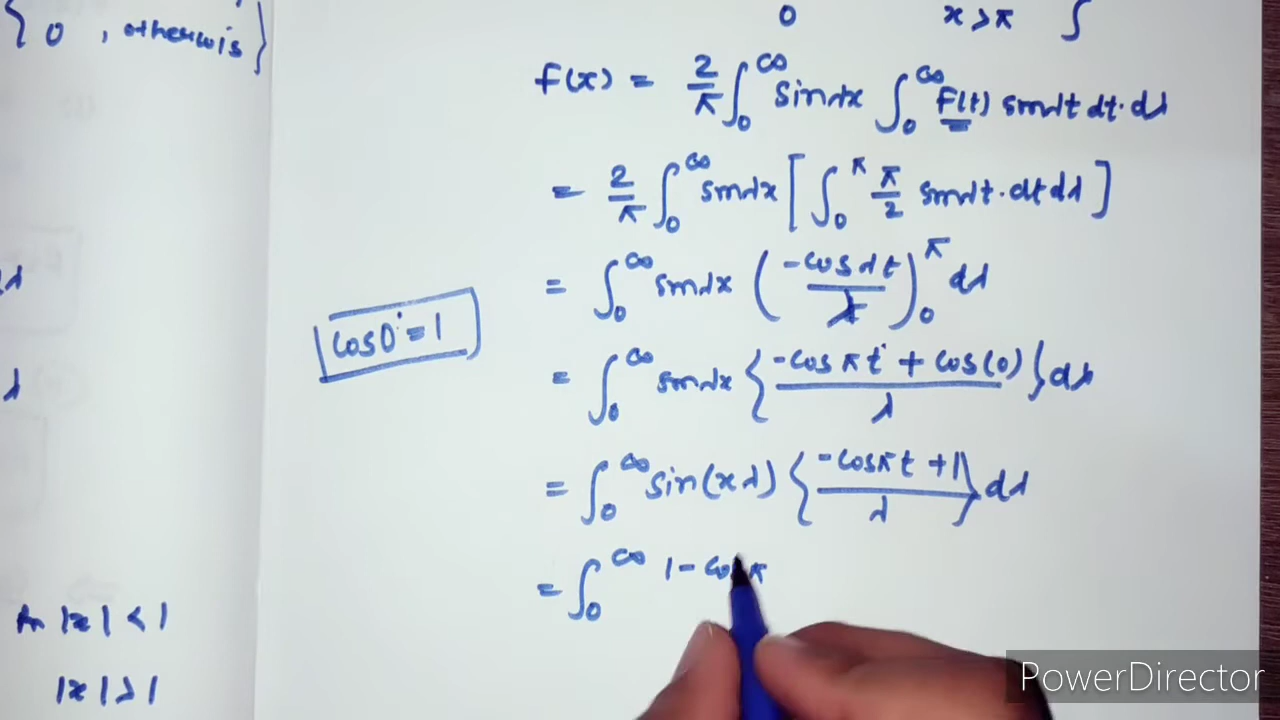 { 0 , otherwis }
0 x > π
f(x) = 2/π ∫₀^∞ sin λx ∫₀^∞ f(t) sin λt dt. dλ
= 2/π ∫₀^∞ sin λx [ ∫₀^π π/2 sin λt. dt dλ ]
= ∫₀^∞ sin λx ( -cos λt / λ )₀^π dλ
cos 0° = 1
= ∫₀^∞ sin λx { -cos πt + cos(0) / λ } dλ
= ∫₀^∞ sin(xλ) { -cos πt + 1 / λ } dλ
= ∫₀^∞ 1 - cos π
λ
λ
|x| < 1
|x| > 1
PowerDirector